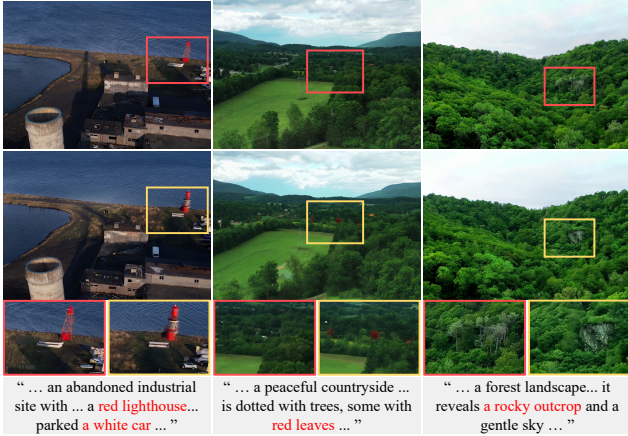 “ … an abandoned industrial
site with ... a red lighthouse...
parked a white car ... ”
“ … a peaceful countryside ...
is dotted with trees, some with
red leaves ... ”
“ … a forest landscape... it
reveals a rocky outcrop and a
gentle sky … ”